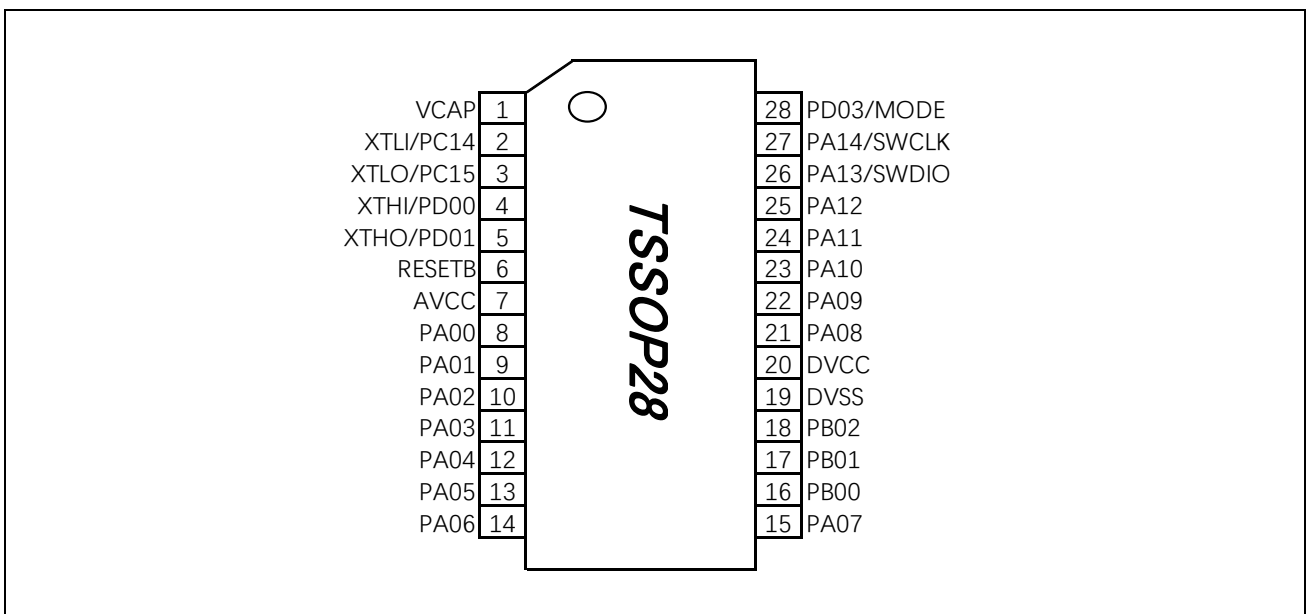 VCAP 1
XTLI/PC14 2
XTLO/PC15 3
XTHI/PD00 4
XTHO/PD01 5
RESETB 6
AVCC 7
PA00 8
PA01 9
PA02 10
PA03 11
PA04 12
PA05 13
PA06 14
TSSOP28
28 PD03/MODE
27 PA14/SWCLK
26 PA13/SWDIO
25 PA12
24 PA11
23 PA10
22 PA09
21 PA08
20 DVCC
19 DVSS
18 PB02
17 PB01
16 PB00
15 PA07